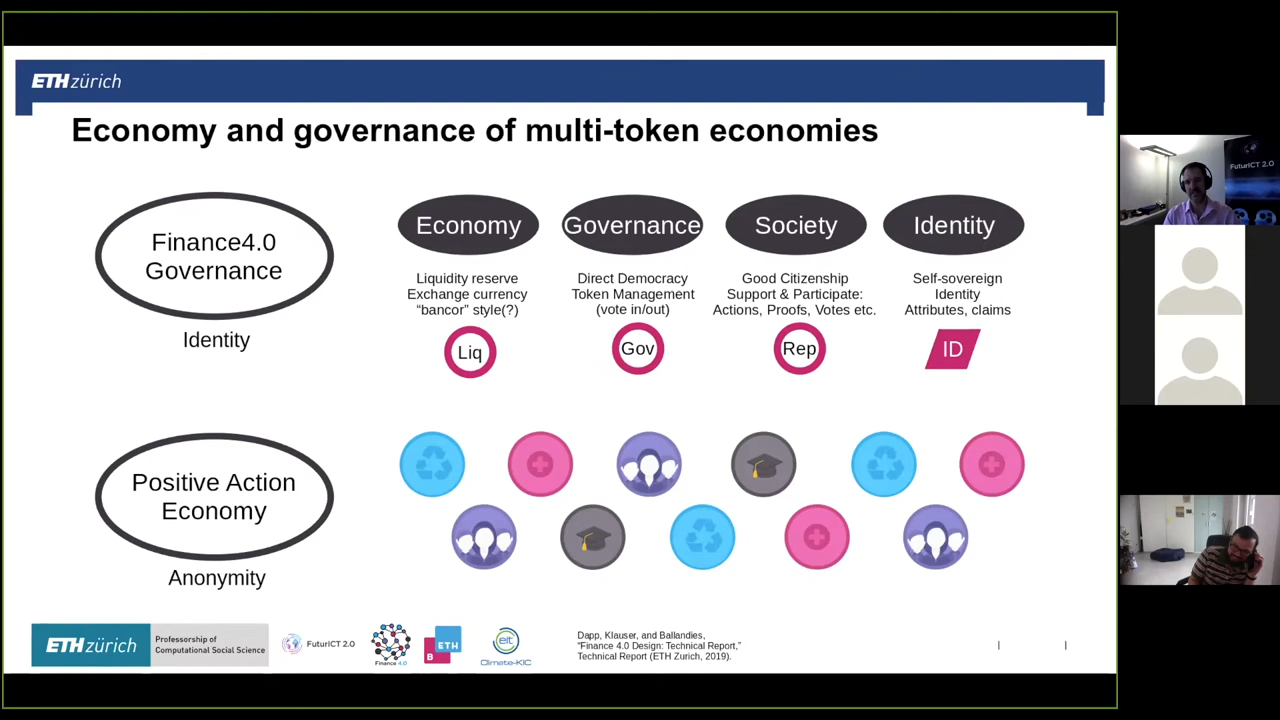 ETH zürich
Economy and governance of multi-token economies
Finance4.0
Governance
Identity
Economy
Governance
Society
Identity
Liquidity reserve
Exchange currency
“bancor” style(?)
Direct Democracy
Token Management
(vote in/out)
Good Citizenship
Support & Participate:
Actions, Proofs, Votes etc.
Self-sovereign
Identity
Attributes, claims
Liq
Gov
Rep
ID
Positive Action
Economy
Anonymity
ETH zürich
Professorship of
Computational Social Science
FuturICT 2.0
Finance 4.0
B
ETH
eit
Climate-KIC
Dapp, Klauser, and Ballandies,
“Finance 4.0 Design: Technical Report,”
Technical Report (ETH Zurich, 2019).
| |
FuturICT 2.0